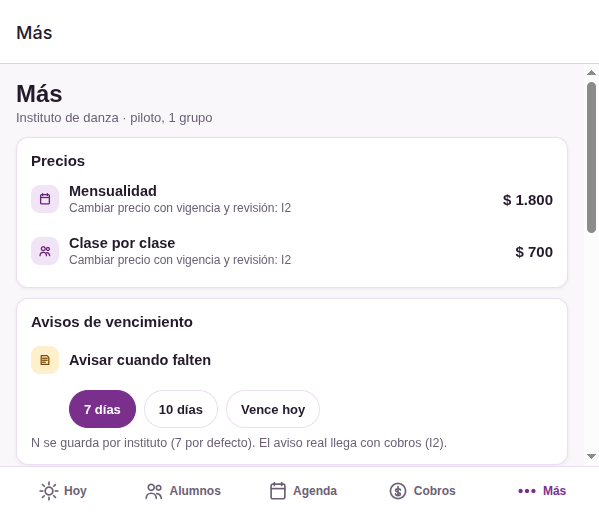 Más
Más
Instituto de danza · piloto, 1 grupo
Precios
Mensualidad
$ 1.800
Cambiar precio con vigencia y revisión: I2
Clase por clase
$ 700
Cambiar precio con vigencia y revisión: I2
Avisos de vencimiento
Avisar cuando falten
7 días 10 días Vence hoy
N se guarda por instituto (7 por defecto). El aviso real llega con cobros (I2).
Hoy Alumnos Agenda Cobros Más